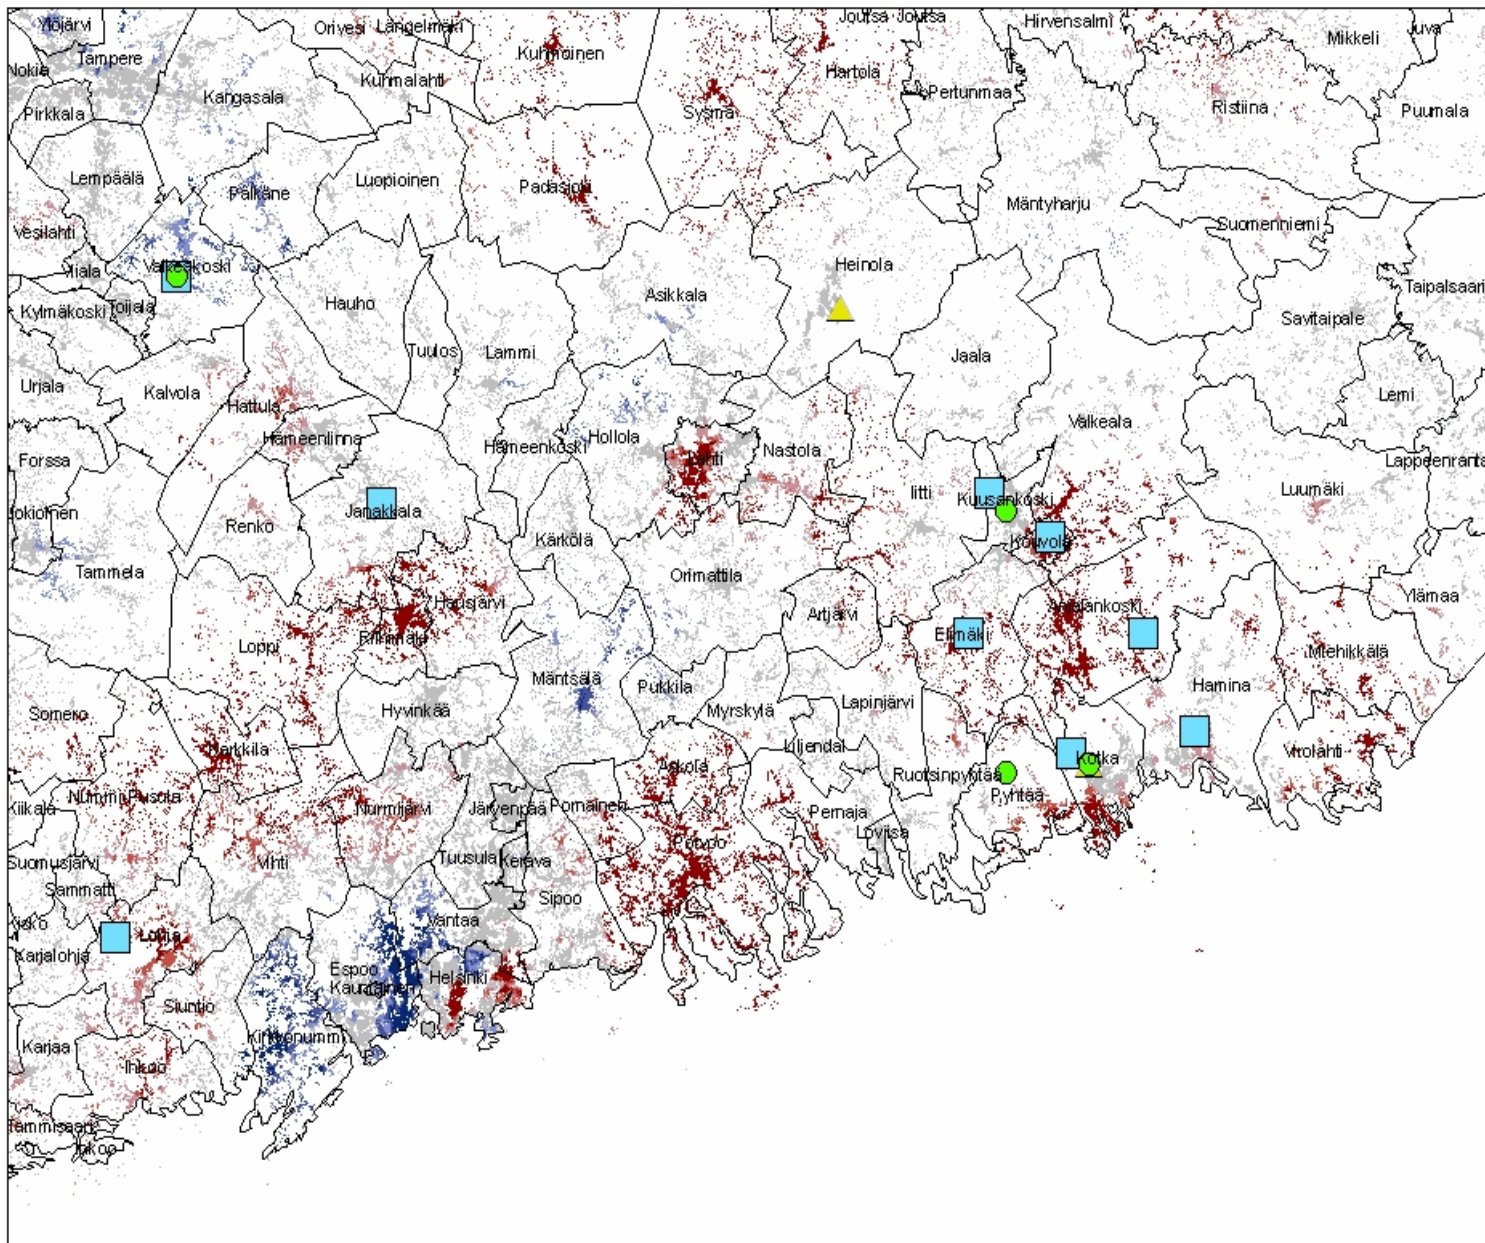 Ylöjärvi
Orivesi
Längelmäki
Joutsa
Joutsa
Hirvensalmi
Juva
Mikkeli
Tampere
Nokia
Kuhmoinen
Kuhmalahti
Hartola
Kangasala
Pertunmaa
Ristiina
Puumala
Pirkkala
Sysmä
Lempäälä
Luopioinen
Padasjoki
Pälkäne
Mäntyharju
Suomenniemi
Vesilahti
Valkeakoski
Heinola
Viiala
Asikkala
Taipalsaari
Kylmäkoski
Toijala
Hauho
Savitaipale
Tuulos
Lammi
Jaala
Urjala
Kalvola
Lemi
Hattula
Valkeala
Hämeenlinna
Hollola
Hämeenkoski
Nastola
Lahti
Forssa
Lappeenranta
Iitti
Luumäki
Kuusankoski
Janakkala
Jokioinen
Renko
Kärkölä
Kouvola
Tammela
Orimattila
Ylämaa
Hausjärvi
Artjärvi
Anjalankoski
Riihimäki
Elimäki
Loppi
Miehikkälä
Mäntsälä
Pukkila
Hamina
Hyvinkää
Myrskylä
Lapinjärvi
Somero
Liljendal
Karkkila
Virolahti
Kotka
Askola
Ruotsinpyhtää
Nummi-Pusula
Pyhtää
Kiikala
Nurmijärvi
Järvenpää
Pornainen
Pernaja
Loviisa
Porvoo
Suomusjärvi
Vihti
Tuusula
Kerava
Sammatti
Sipoo
Kisko
Vantaa
Lohja
Karjalohja
Espoo
Helsinki
Kauniainen
Siuntio
Kirkkonummi
Karjaa
Inkoo
Tammisaari
Inkoo